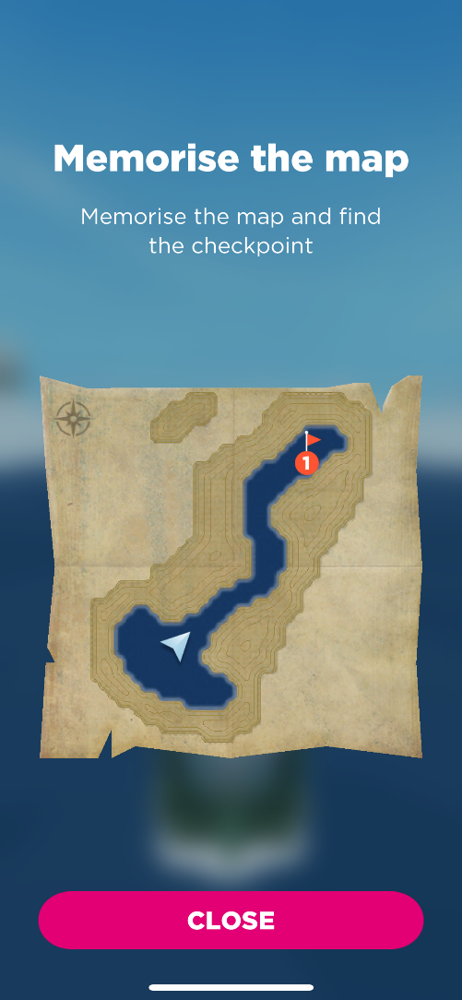 Memorise the map
Memorise the map and find
the checkpoint
1
CLOSE